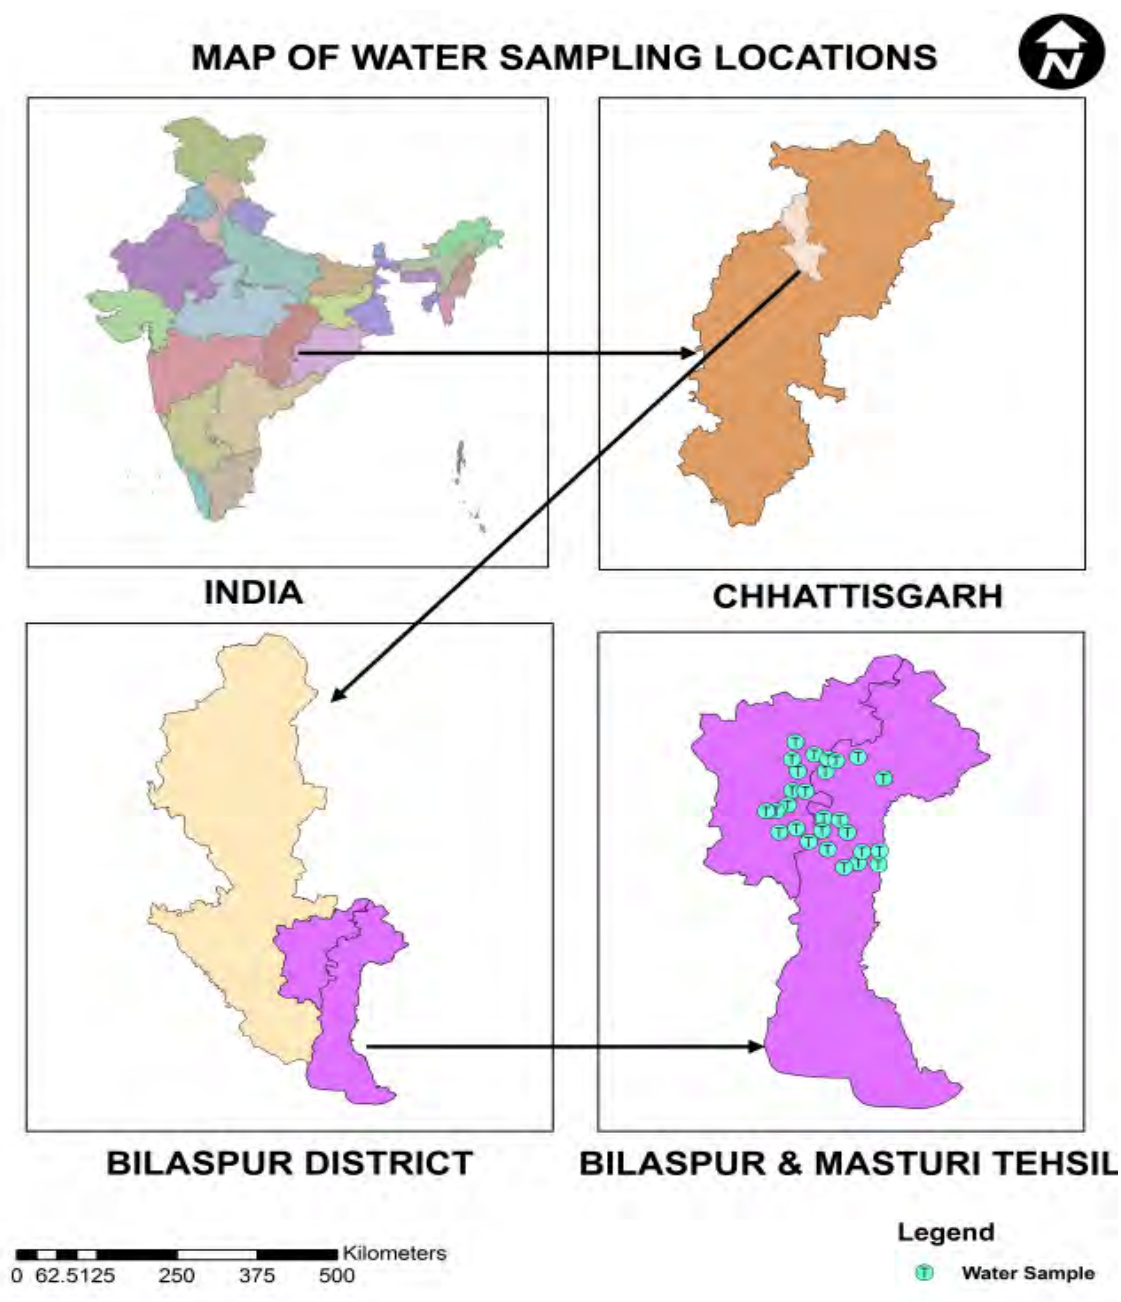 MAP OF WATER SAMPLING LOCATIONS
N
INDIA
CHHATTISGARH
BILASPUR DISTRICT
BILASPUR & MASTURI TEHSIL
Legend
T Water Sample
Kilometers
0 62.5125 250 375 500